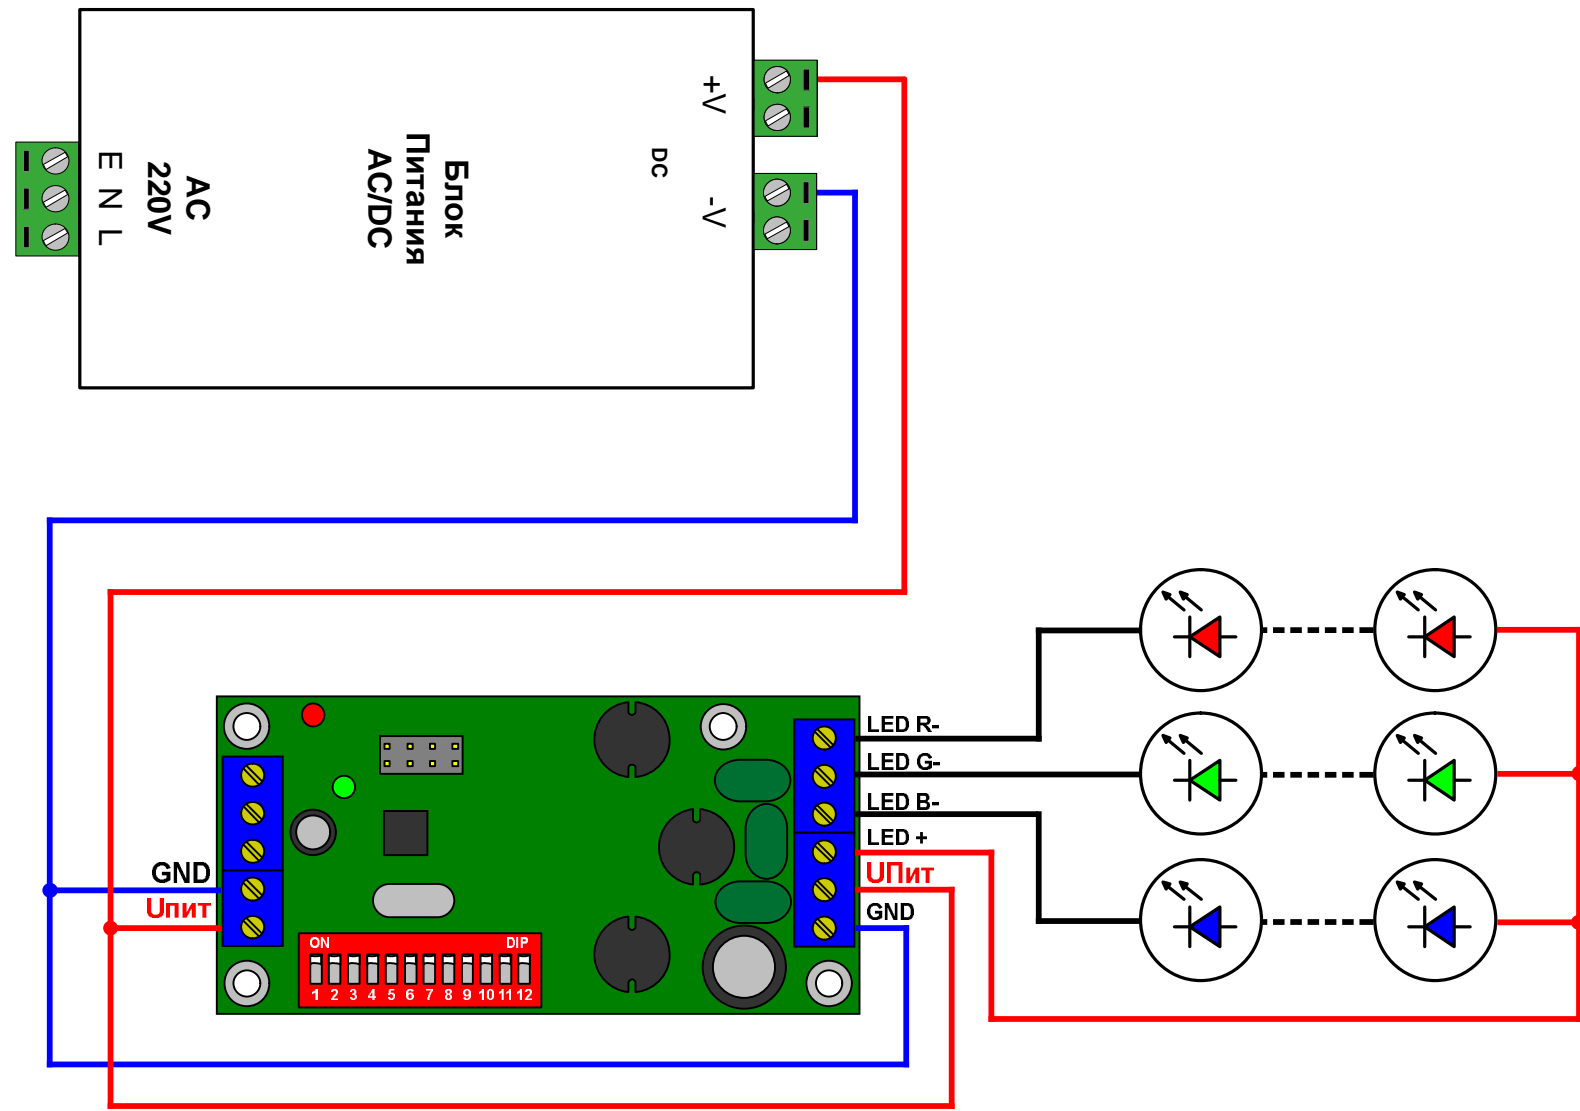 +V
-V
DC
Блок
Питания
AC/DC
AC
220V
E
N
L
LED R-
LED G-
LED B-
LED +
UПит
GND
GND
Uпит
ON DIP
1 2 3 4 5 6 7 8 9 10 11 12